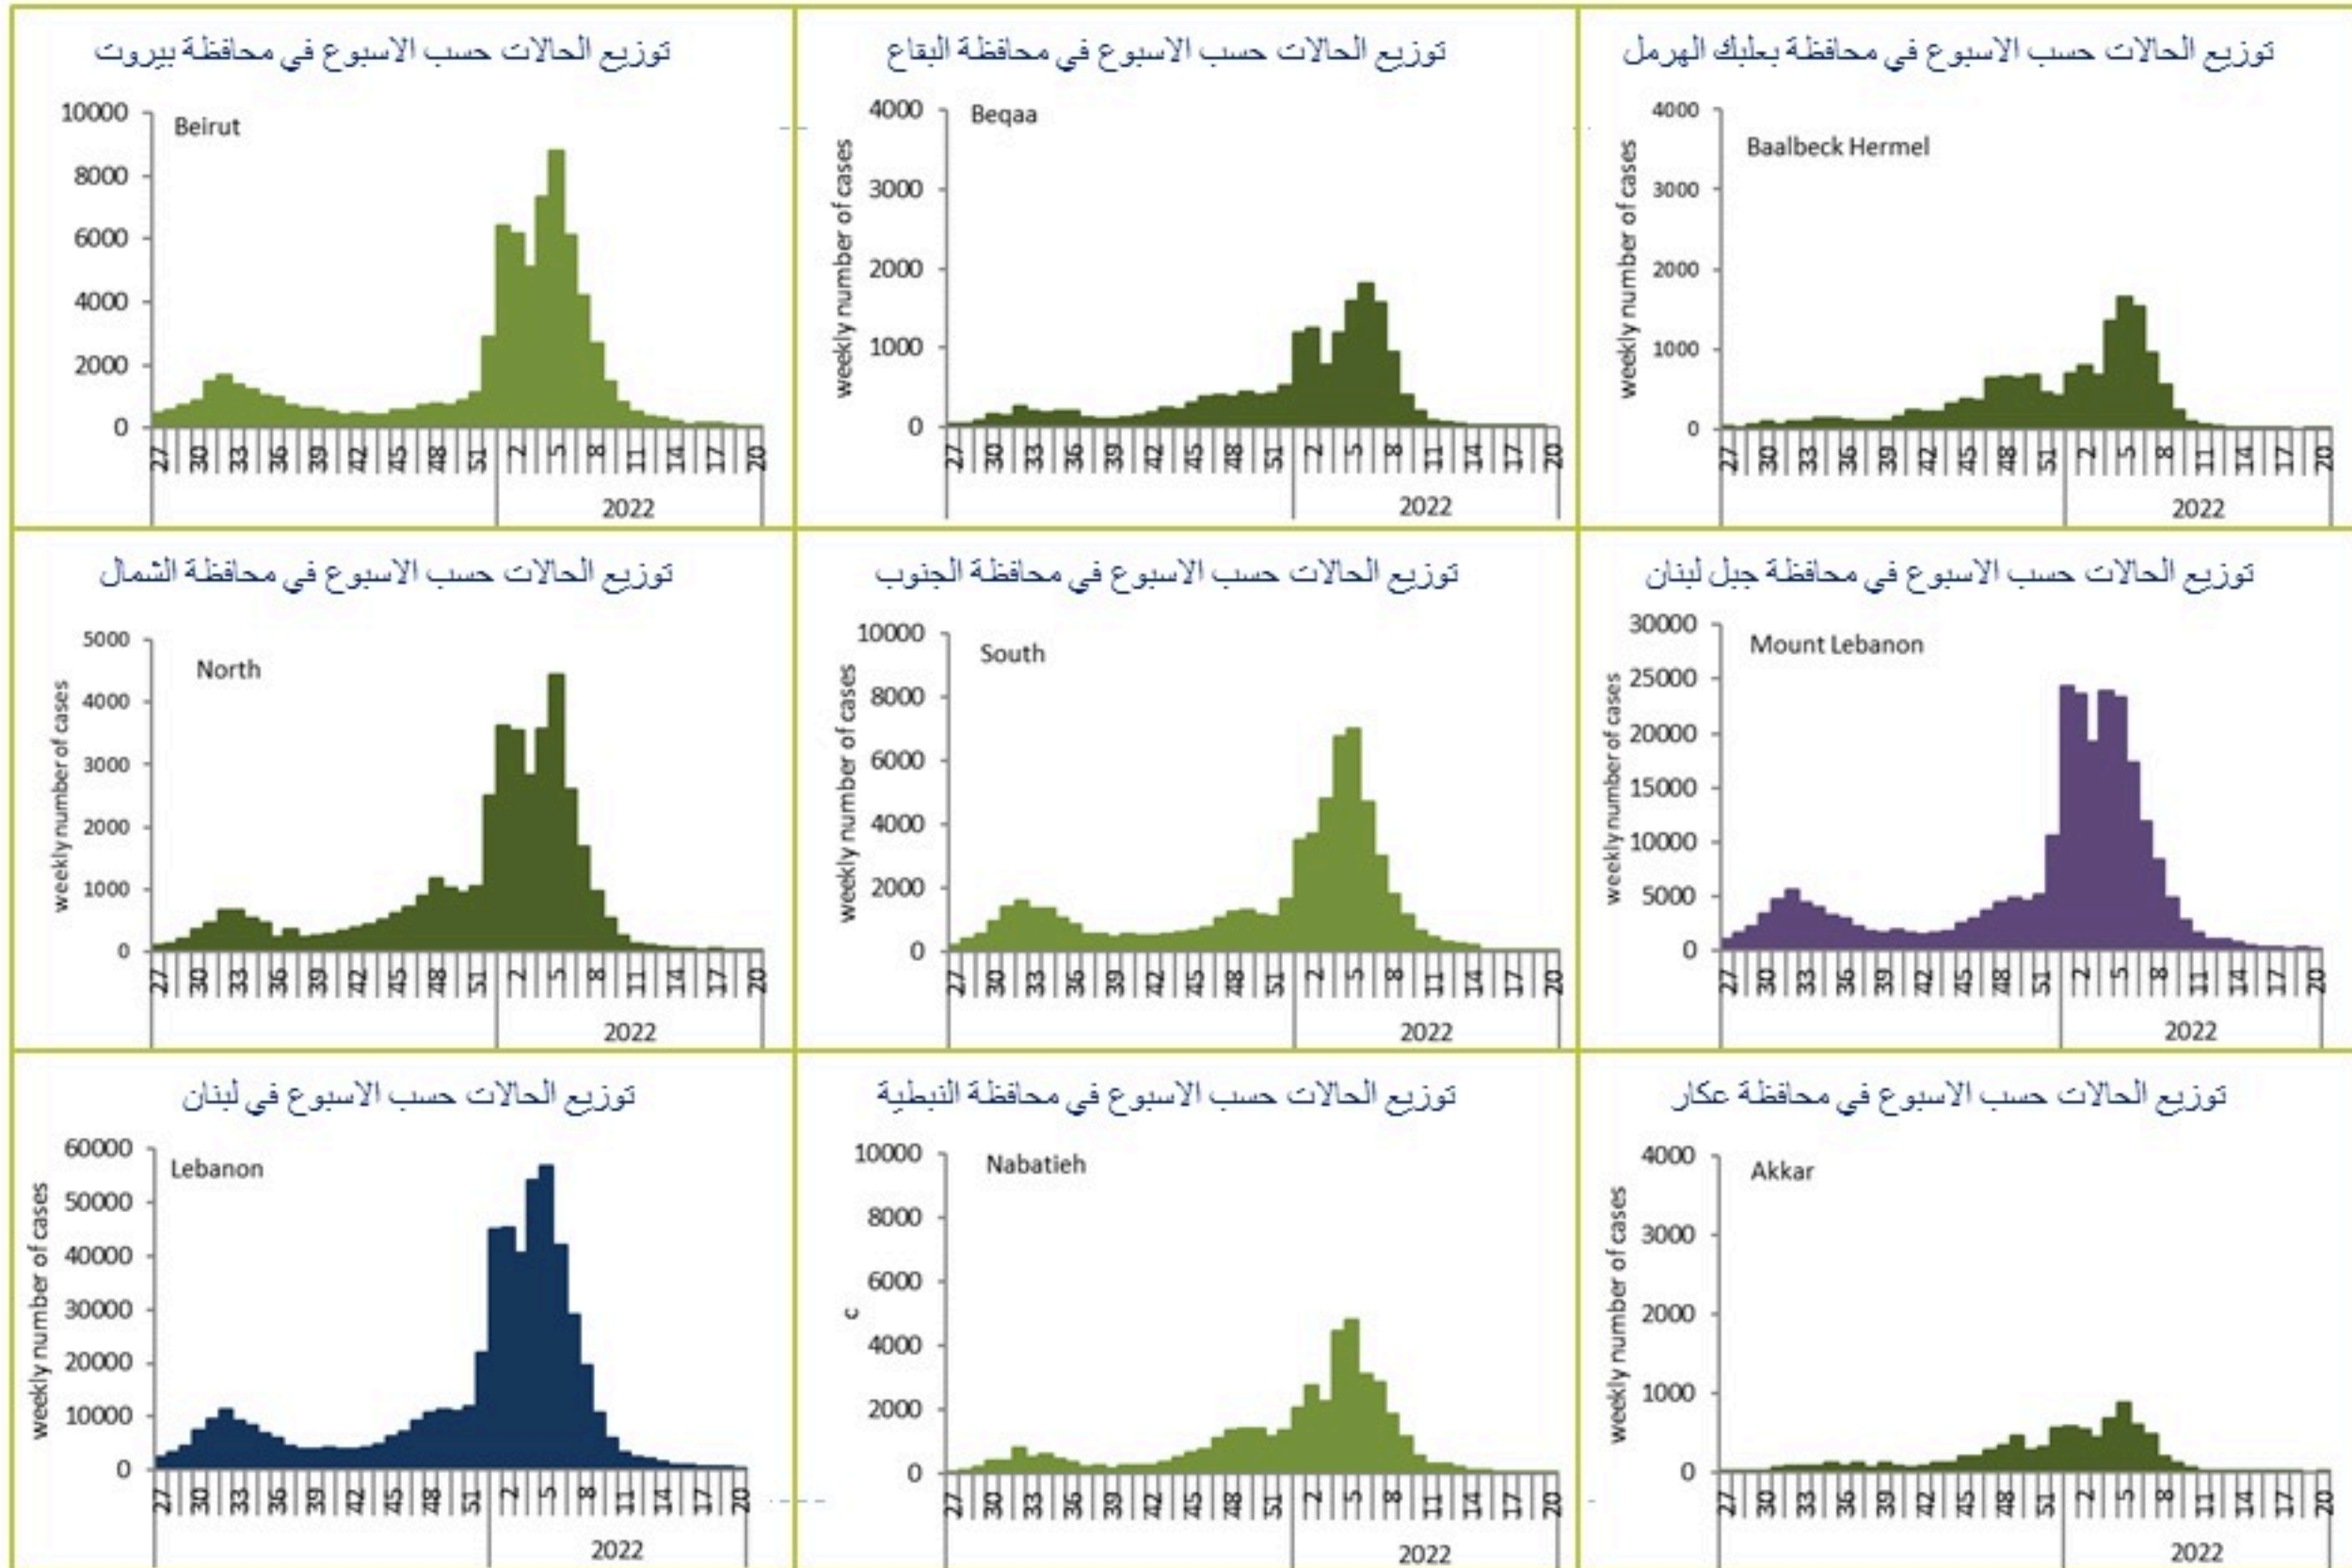 توزيع الحالات حسب الاسبوع في محافظة بيروت
Beirut
10000
8000
6000
4000
2000
0
27 30 33 36 39 42 45 48 51 2 5 8 11 14 17 20
2022
توزيع الحالات حسب الاسبوع في محافظة البقاع
Beqaa
weekly number of cases
4000
3000
2000
1000
0
27 30 33 36 39 42 45 48 51 2 5 8 11 14 17 20
2022
توزيع الحالات حسب الاسبوع في محافظة بعلبك الهرمل
Baalbeck Hermel
weekly number of cases
4000
3000
2000
1000
0
27 30 33 36 39 42 45 48 51 2 5 8 11 14 17 20
2022
توزيع الحالات حسب الاسبوع في محافظة الشمال
North
weekly number of cases
5000
4000
3000
2000
1000
0
27 30 33 36 39 42 45 48 51 2 5 8 11 14 17 20
2022
توزيع الحالات حسب الاسبوع في محافظة الجنوب
South
weekly number of cases
10000
8000
6000
4000
2000
0
27 30 33 36 39 42 45 48 51 2 5 8 11 14 17 20
2022
توزيع الحالات حسب الاسبوع في محافظة جبل لبنان
Mount Lebanon
weekly number of cases
30000
25000
20000
15000
10000
5000
0
27 30 33 36 39 42 45 48 51 2 5 8 11 14 17 20
2022
توزيع الحالات حسب الاسبوع في لبنان
Lebanon
weekly number of cases
60000
50000
40000
30000
20000
10000
0
27 30 33 36 39 42 45 48 51 2 5 8 11 14 17 20
2022
توزيع الحالات حسب الاسبوع في محافظة النبطية
Nabatieh
c
10000
8000
6000
4000
2000
0
27 30 33 36 39 42 45 48 51 2 5 8 11 14 17 20
2022
توزيع الحالات حسب الاسبوع في محافظة عكار
Akkar
weekly number of cases
4000
3000
2000
1000
0
27 30 33 36 39 42 45 48 51 2 5 8 11 14 17 20
2022